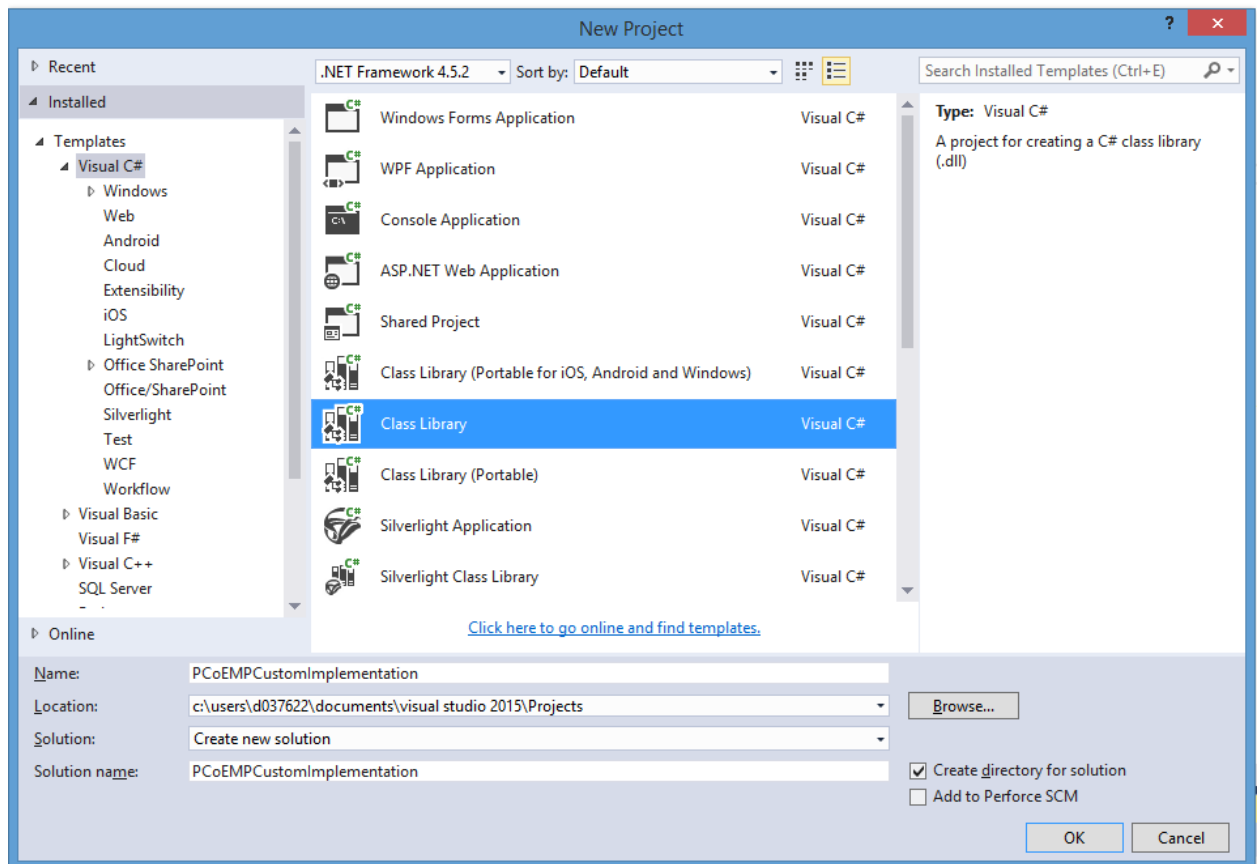 New Project
?
Recent
Installed
Templates
Visual C#
Windows
Web
Android
Cloud
Extensibility
iOS
LightSwitch
Office SharePoint
Office/SharePoint
Silverlight
Test
WCF
Workflow
Visual Basic
Visual F#
Visual C++
SQL Server
Online
.NET Framework 4.5.2 Sort by: Default
Windows Forms Application Visual C#
WPF Application Visual C#
Console Application Visual C#
ASP.NET Web Application Visual C#
Shared Project Visual C#
Class Library (Portable for iOS, Android and Windows) Visual C#
Class Library Visual C#
Class Library (Portable) Visual C#
Silverlight Application Visual C#
Silverlight Class Library Visual C#
Click here to go online and find templates.
Search Installed Templates (Ctrl+E)
Type: Visual C#
A project for creating a C# class library
(.dll)
Name: PCoEMPCustomImplementation
Location: c:\users\d037622\documents\visual studio 2015\Projects Browse...
Solution: Create new solution
Solution name: PCoEMPCustomImplementation
Create directory for solution
Add to Perforce SCM
OK Cancel